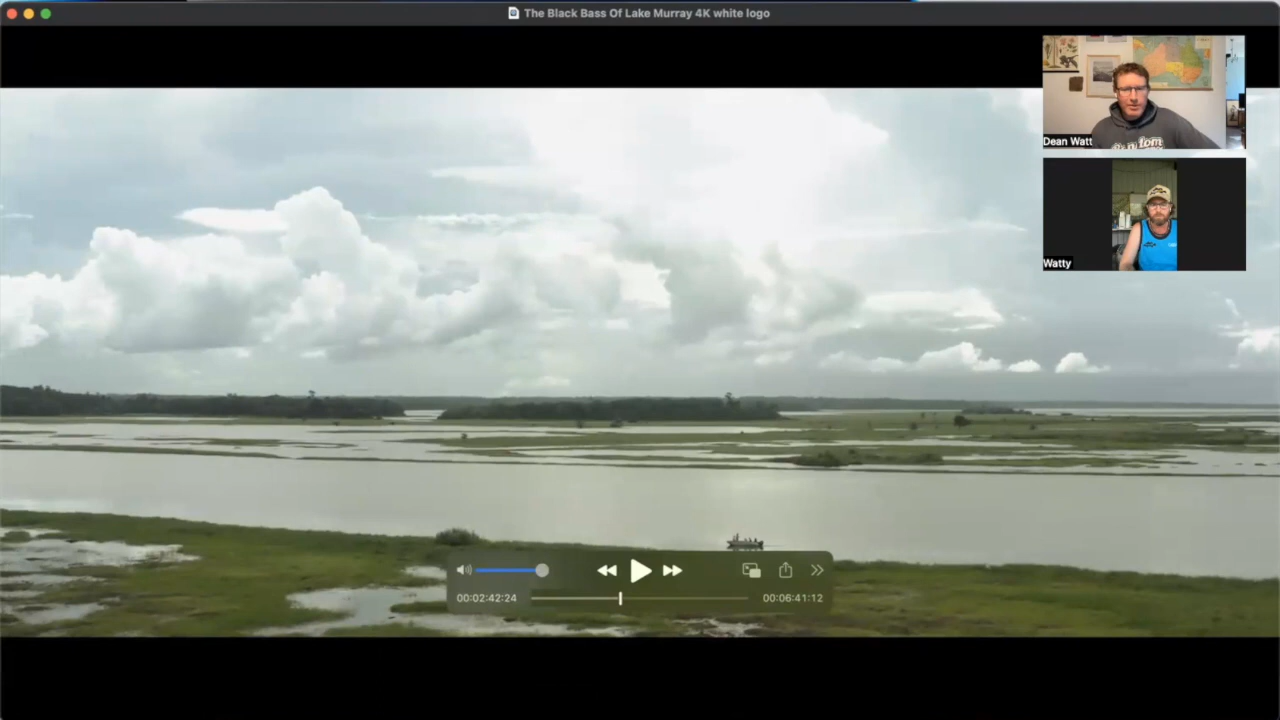 The Black Bass Of Lake Murray 4K white logo
Dean Watt
Watty
00:02:42:24
00:06:41:12